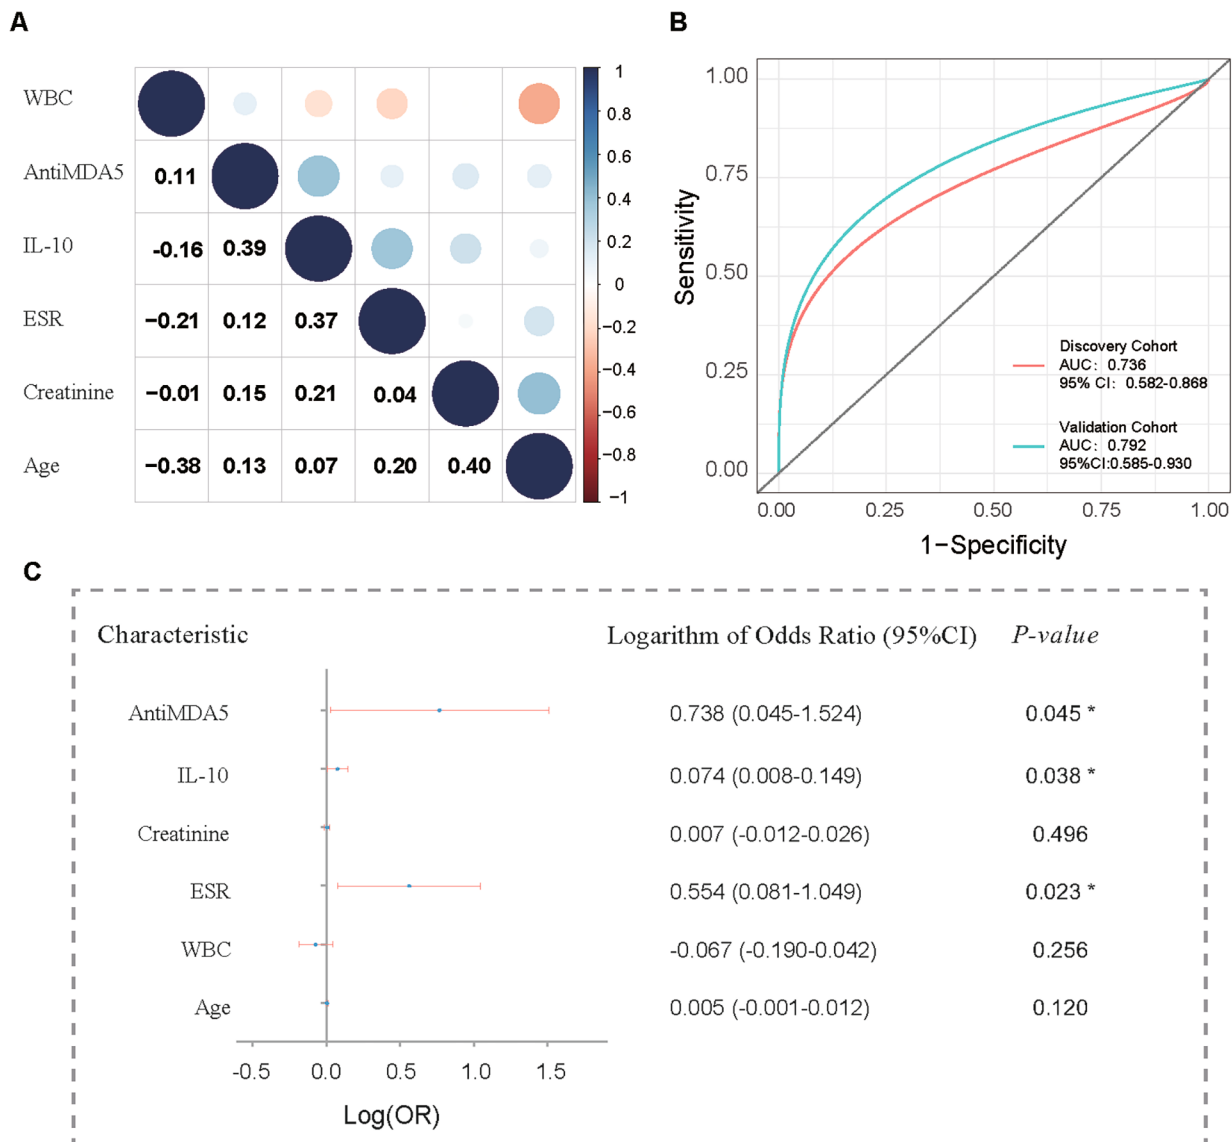 A
WBC
AntiMDA5 0.11
IL-10 -0.16 0.39
ESR −0.21 0.12 0.37
Creatinine −0.01 0.15 0.21 0.04
Age −0.38 0.13 0.07 0.20 0.40
1
0.8
0.6
0.4
0.2
0
−0.2
−0.4
−0.6
−0.8
−1
B
Sensitivity
1.00
0.75
0.50
0.25
0.00
Discovery Cohort
AUC: 0.736
95% CI: 0.582-0.868
Validation Cohort
AUC: 0.792
95%CI:0.585-0.930
0.00 0.25 0.50 0.75 1.00
1−Specificity
C
Characteristic Logarithm of Odds Ratio (95%CI) P-value
AntiMDA5 0.738 (0.045-1.524) 0.045 *
IL-10 0.074 (0.008-0.149) 0.038 *
Creatinine 0.007 (-0.012-0.026) 0.496
ESR 0.554 (0.081-1.049) 0.023 *
WBC -0.067 (-0.190-0.042) 0.256
Age 0.005 (-0.001-0.012) 0.120
-0.5 0.0 0.5 1.0 1.5
Log(OR)